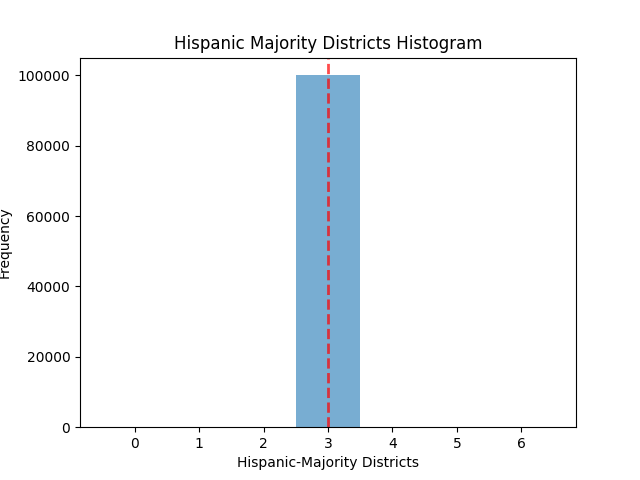 Hispanic Majority Districts Histogram
100000
80000
60000
40000
20000
0
Frequency
0 1 2 3 4 5 6
Hispanic-Majority Districts